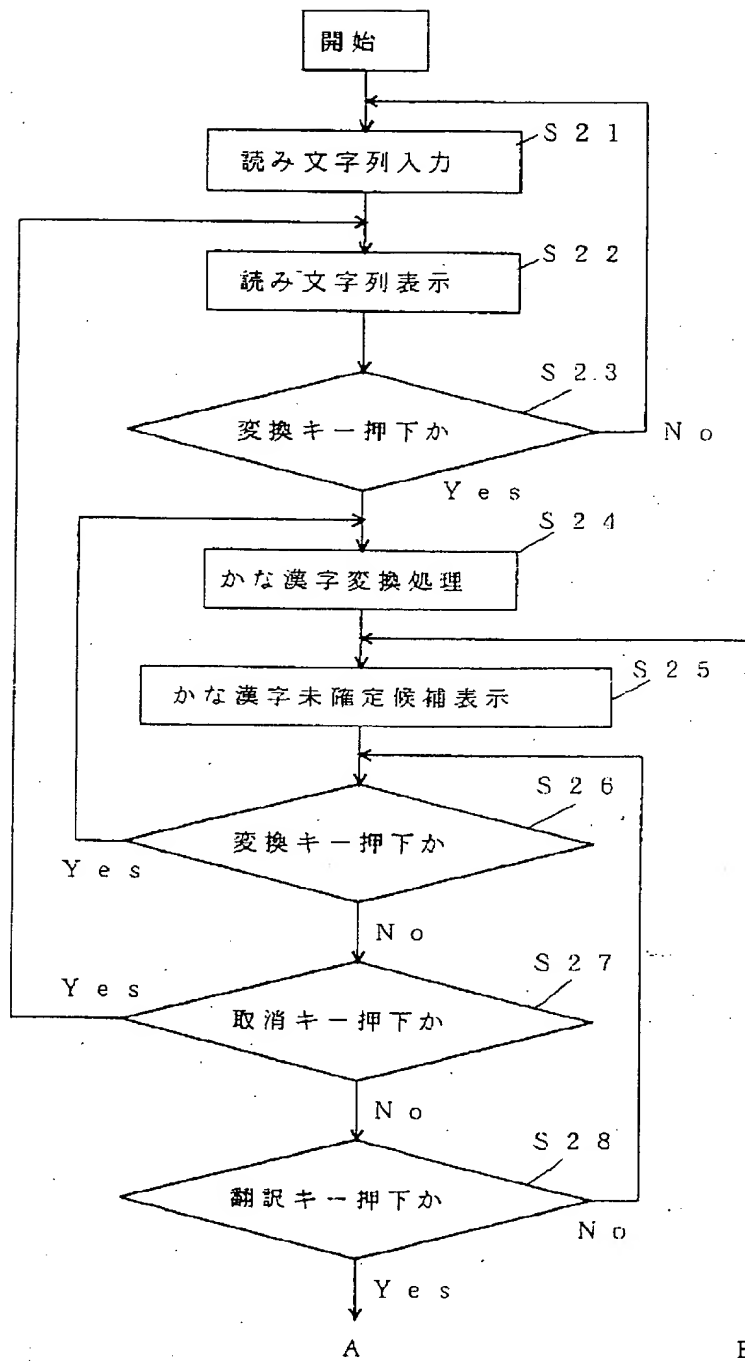 開始
S21
読み文字列入力
S22
読み文字列表示
S2.3
変換キー押下か
No
Yes
S24
かな漢字変換処理
S25
かな漢字未確定候補表示
S26
変換キー押下か
Yes
No
S27
Yes
取消キー押下か
No
S28
翻訳キー押下か
No
Yes
A